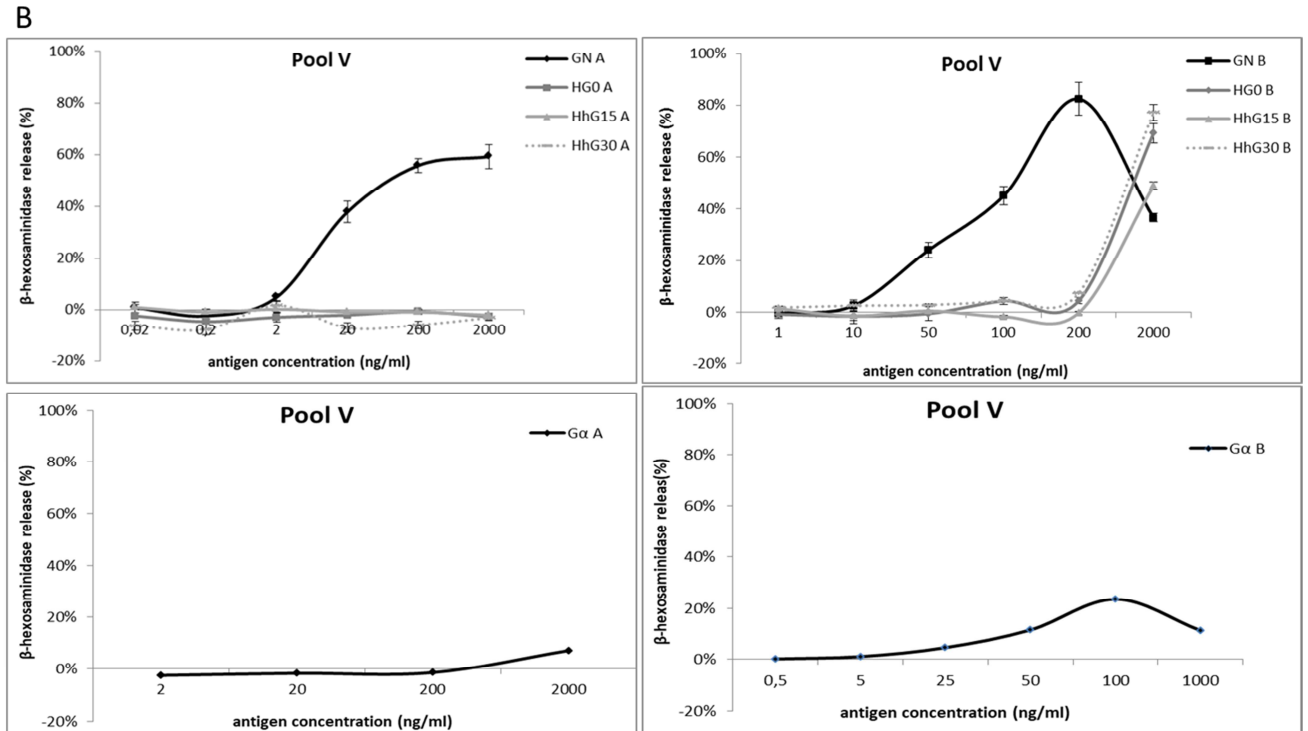 B
Pool V
100%
80%
60%
40%
20%
0%
-20%
β-hexosaminidase release (%)
0,02 0,2 2 20 200 2000
antigen concentration (ng/ml)
GN A
HG0 A
HhG15 A
HhG30 A
Pool V
100%
80%
60%
40%
20%
0%
-20%
β-hexosaminidase release (%)
1 10 50 100 200 2000
antigen concentration (ng/ml)
GN B
HG0 B
HhG15 B
HhG30 B
Pool V
100%
80%
60%
40%
20%
0%
-20%
β-hexosaminidase release (%)
2 20 200 2000
antigen concentration (ng/ml)
Gα A
Pool V
100%
80%
60%
40%
20%
0%
-20%
β-hexosaminidase releas(%)
0,5 5 25 50 100 1000
antigen concentration (ng/ml)
Gα B